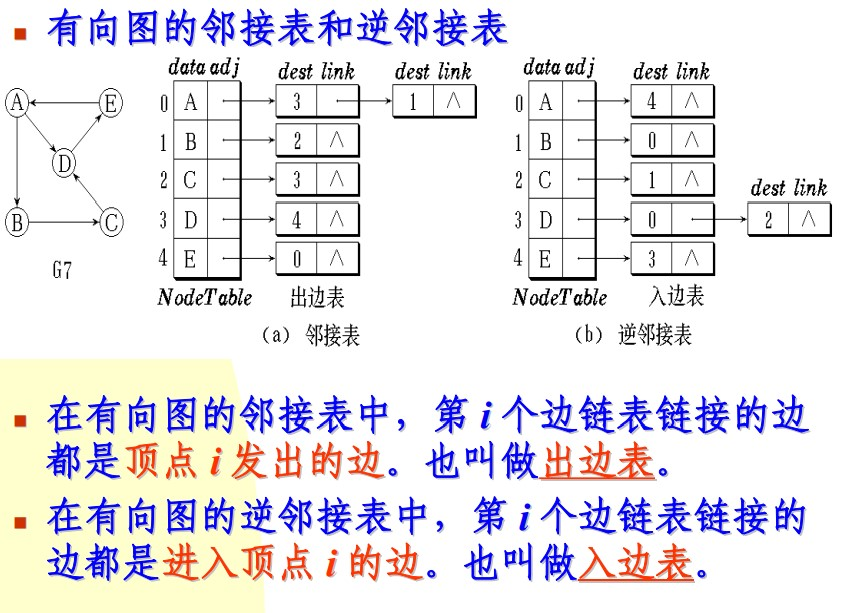 有向图的邻接表和逆邻接表
A E
D
B C
G7
data adj dest link dest link
0 A 3 1 ∧
1 B 2 ∧
2 C 3 ∧
3 D 4 ∧
4 E 0 ∧
NodeTable 出边表
(a) 邻接表
data adj dest link
0 A 4 ∧
1 B 0 ∧
2 C 1 ∧
dest link
3 D 0 2 ∧
4 E 3 ∧
NodeTable 入边表
(b) 逆邻接表
在有向图的邻接表中，第 i 个边链表链接的边
都是顶点 i 发出的边。也叫做出边表。
在有向图的逆邻接表中，第 i 个边链表链接的
边都是进入顶点 i 的边。也叫做入边表。